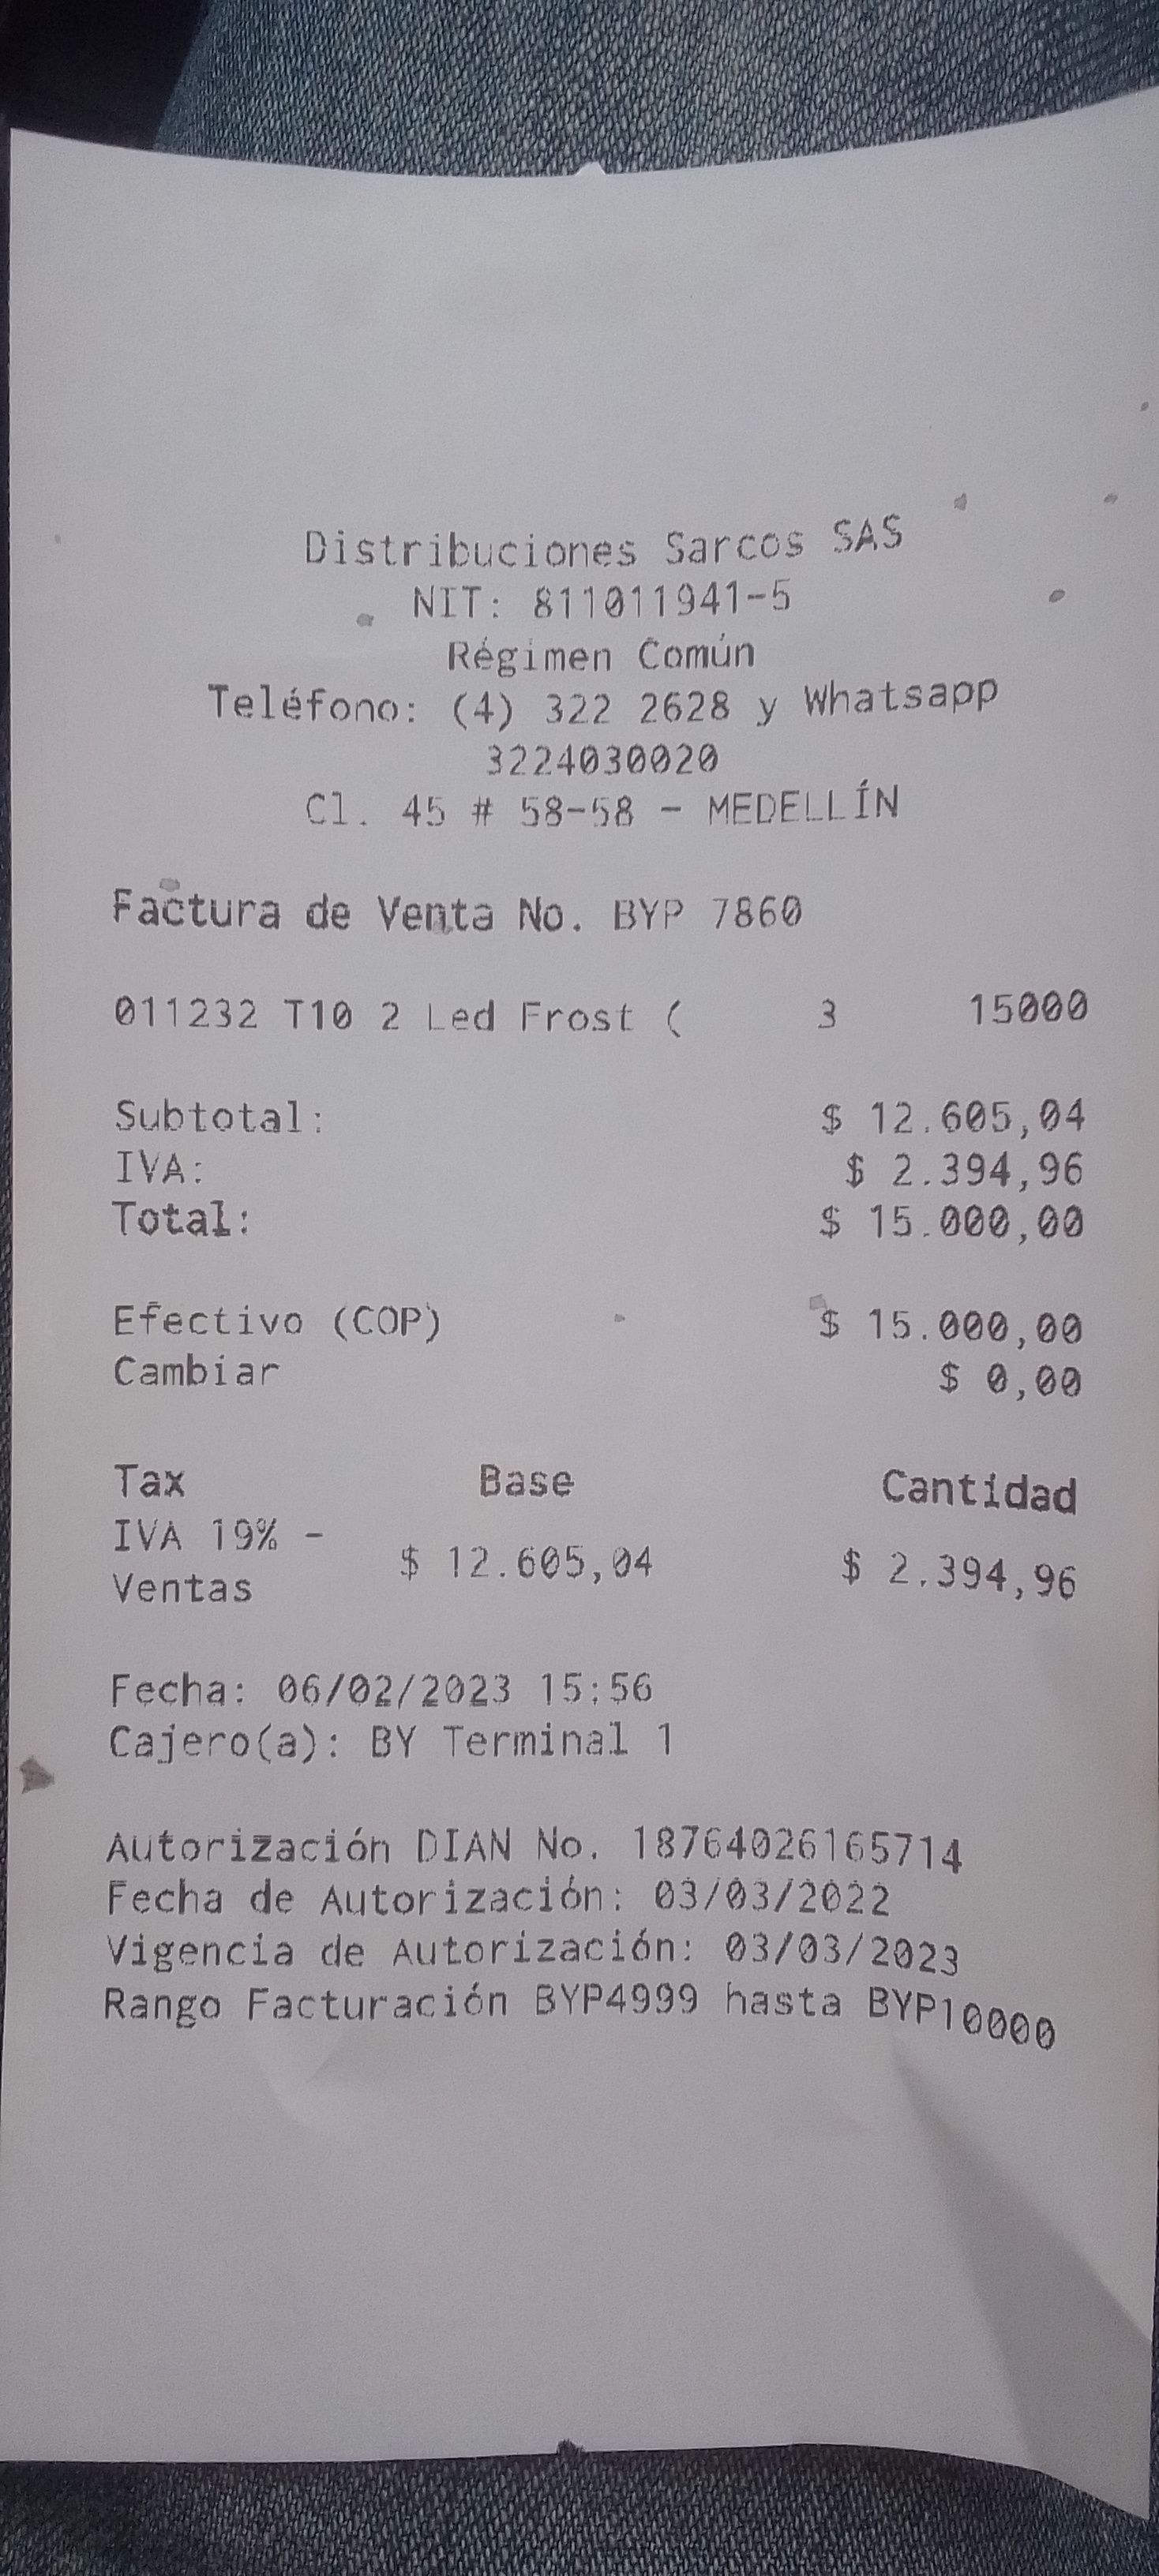 Distribuciones Sarcos SAS
NIT: 811011941-5
Régimen Común
Teléfono: (4) 322 2628 y Whatsapp
3224030020
Cl. 45 # 58-58 - MEDELLÍN
Factura de Venta No. BYP 7860
011232 T10 2 Led Frost ( 3 15000
Subtotal: $ 12.605,04
IVA: $ 2.394,96
Total: $ 15.000,00
Efectivo (COP) $ 15.000,00
Cambiar $ 0,00
Tax Base Cantidad
IVA 19% -
Ventas $ 12.605,04 $ 2.394,96
Fecha: 06/02/2023 15:56
Cajero(a): BY Terminal 1
Autorización DIAN No. 18764026165714
Fecha de Autorización: 03/03/2022
Vigencia de Autorización: 03/03/2023
Rango Facturación BYP4999 hasta BYP10000